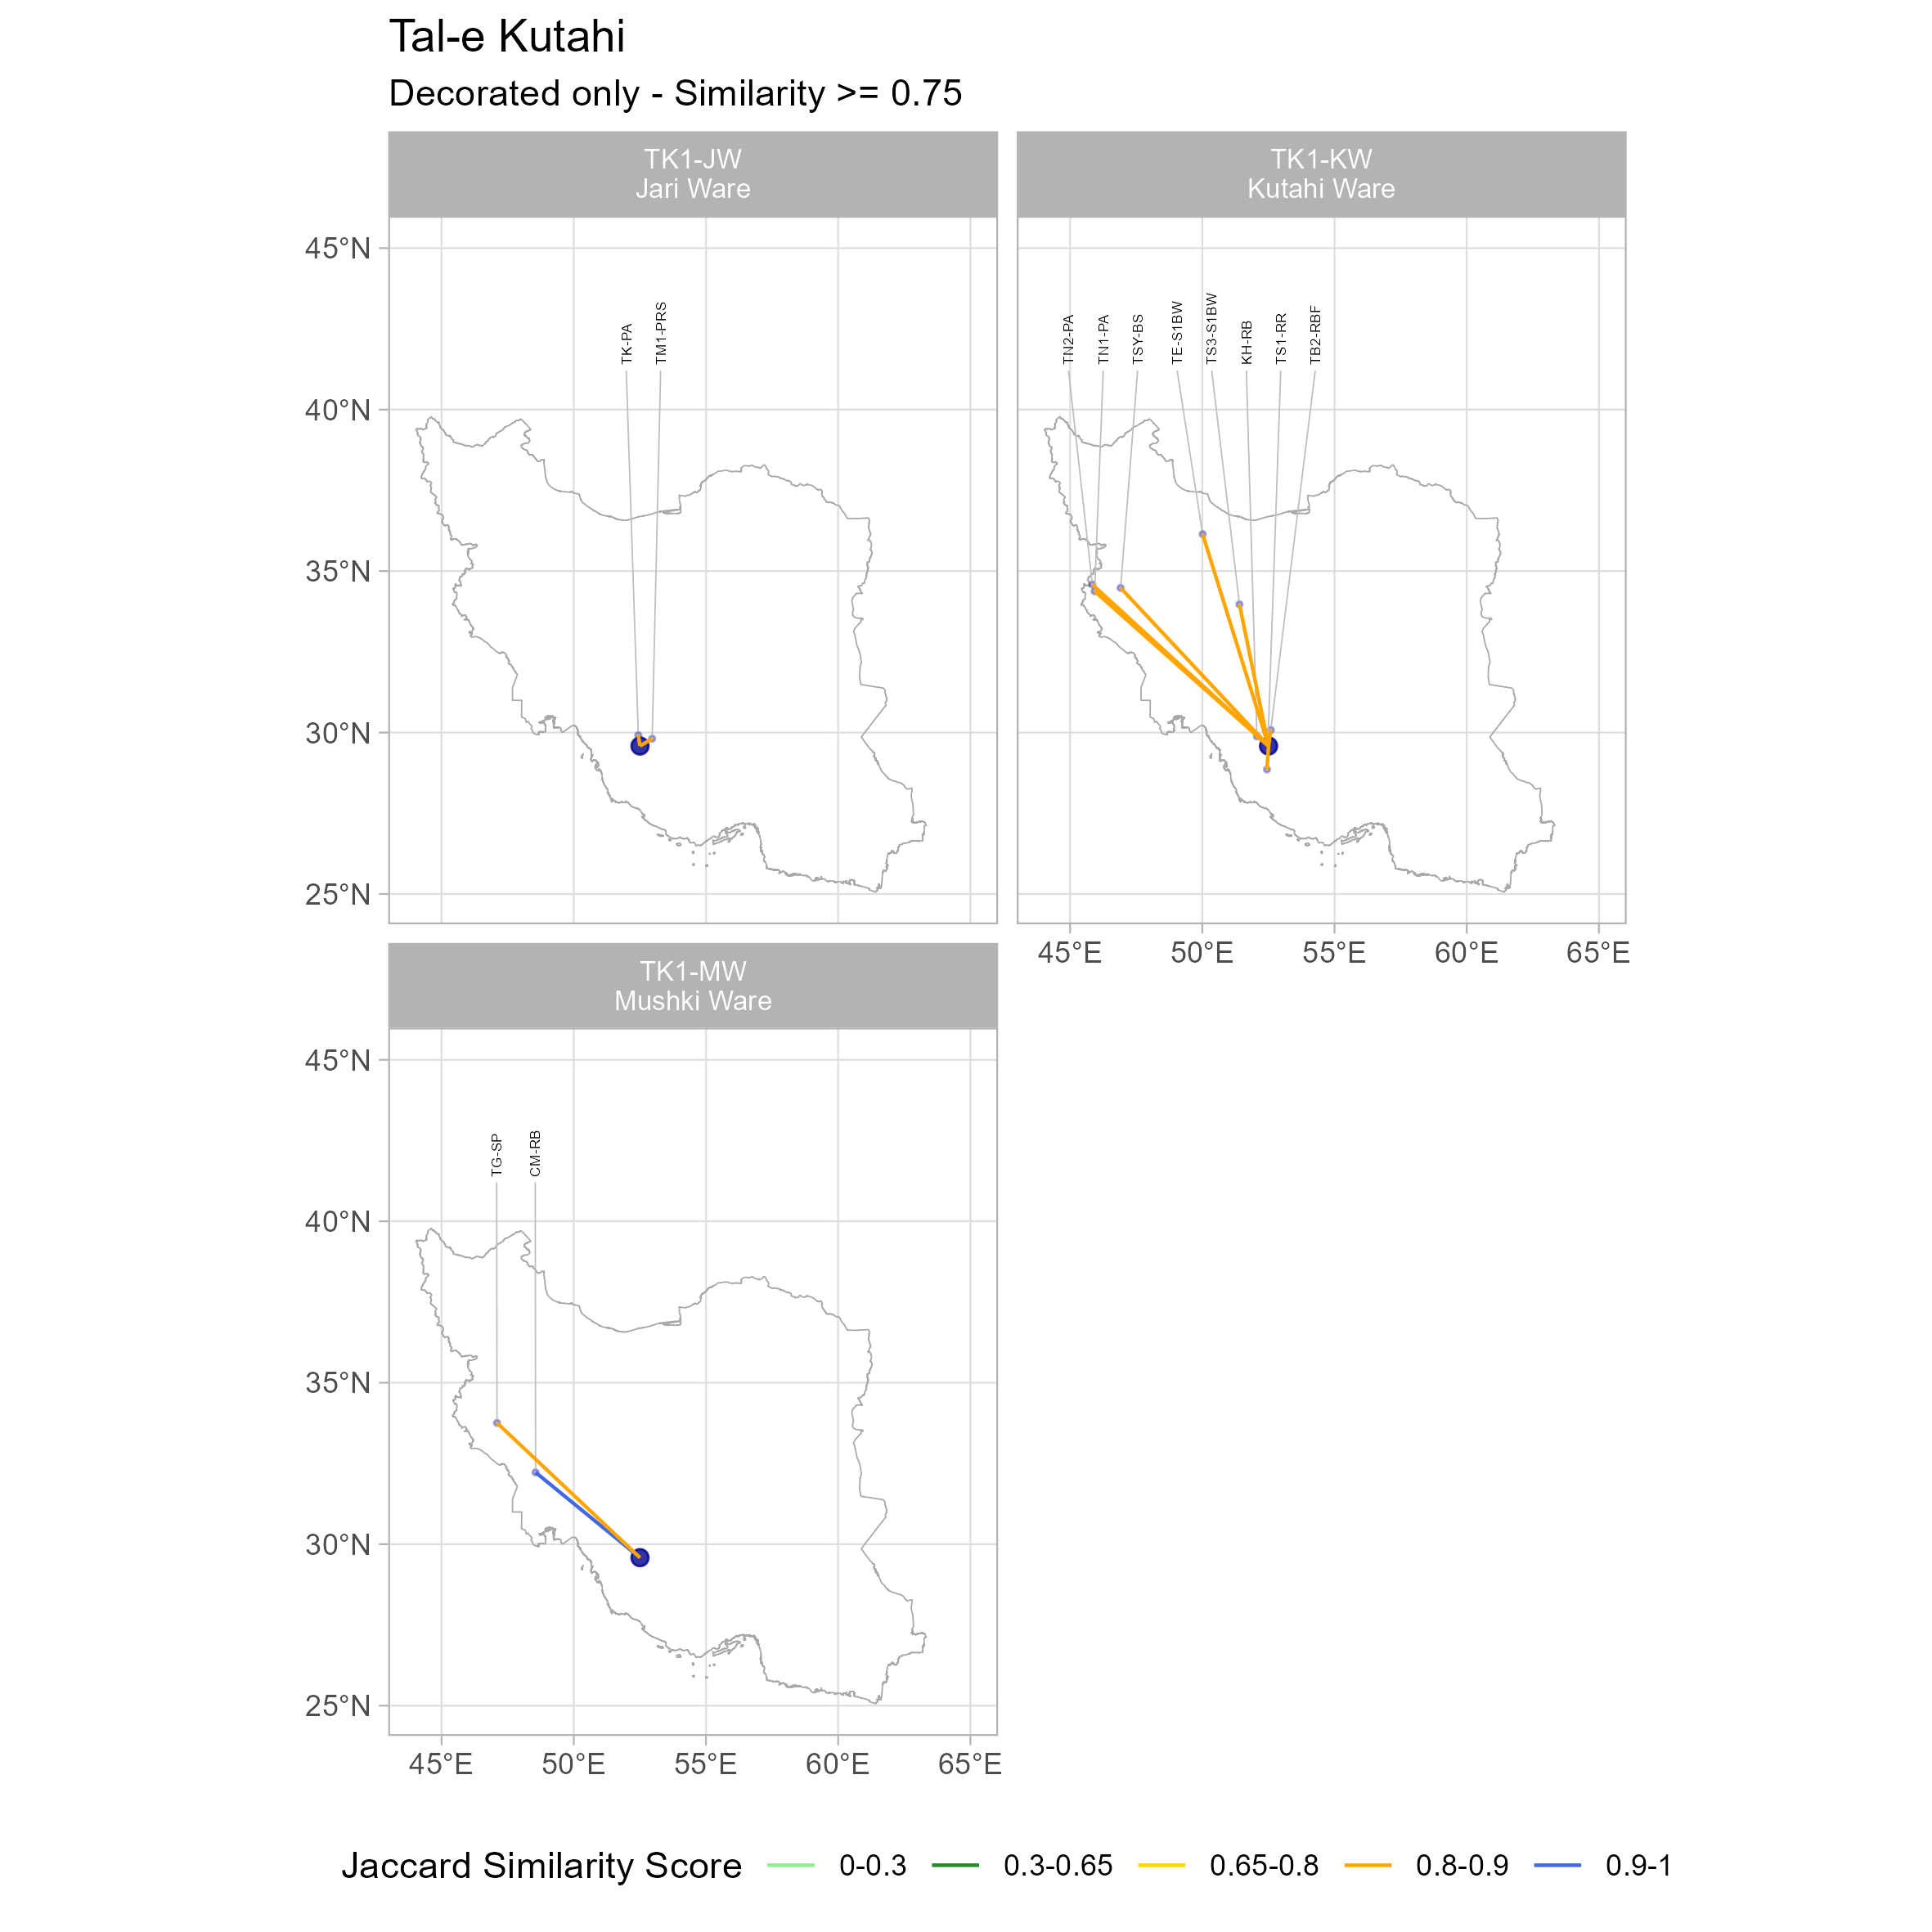 Tal-e Kutahi
Decorated only - Similarity >= 0.75
TK1-JW
Jari Ware
TK1-KW
Kutahi Ware
45°N
40°N
35°N
30°N
25°N
TK-PA
TM1-PRS
TN2-PA
TN1-PA
TSY-BS
TE-S1BW
TS3-S1BW
KH-RB
TS1-RR
TB2-RBF
45°E 50°E 55°E 60°E 65°E
TK1-MW
Mushki Ware
45°N
40°N
35°N
30°N
25°N
TG-SP
CM-RB
45°E 50°E 55°E 60°E 65°E
Jaccard Similarity Score 0-0.3 0.3-0.65 0.65-0.8 0.8-0.9 0.9-1